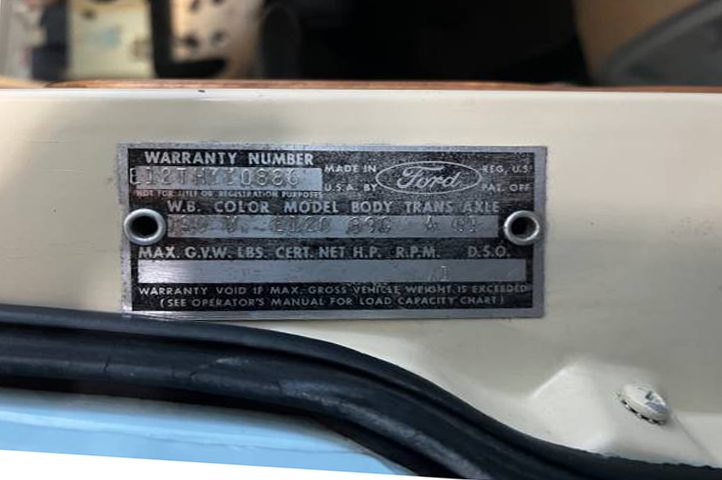 WARRANTY NUMBER
MADE IN Ford REG. U.S.
U.S.A. BY PAT. OFF.
NOT FOR TITLE OR REGISTRATION PURPOSES
W.B. COLOR MODEL BODY TRANS AXLE
E120
MAX. G.V.W. LBS. CERT. NET H.P. R.P.M. D.S.O.
WARRANTY VOID IF MAX. GROSS VEHICLE WEIGHT IS EXCEEDED
(SEE OPERATOR'S MANUAL FOR LOAD CAPACITY CHART)